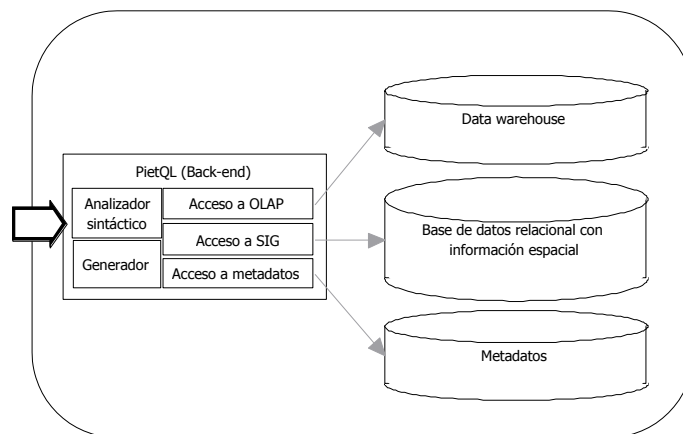 Data warehouse
PietQL (Back-end)
Analizador
sintáctico
Acceso a OLAP
Acceso a SIG
Generador
Acceso a metadatos
Base de datos relacional con
información espacial
Metadatos